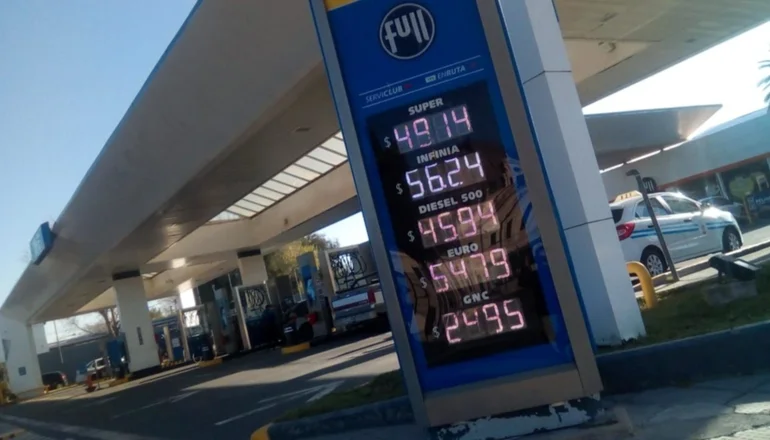 full
SERVICLUB ENRUTA
SUPER
$ 49.14
INFINIA
$ 56.24
DIESEL 500
$ 45.94
EURO
$ 54.79
GNC
$ 24.95